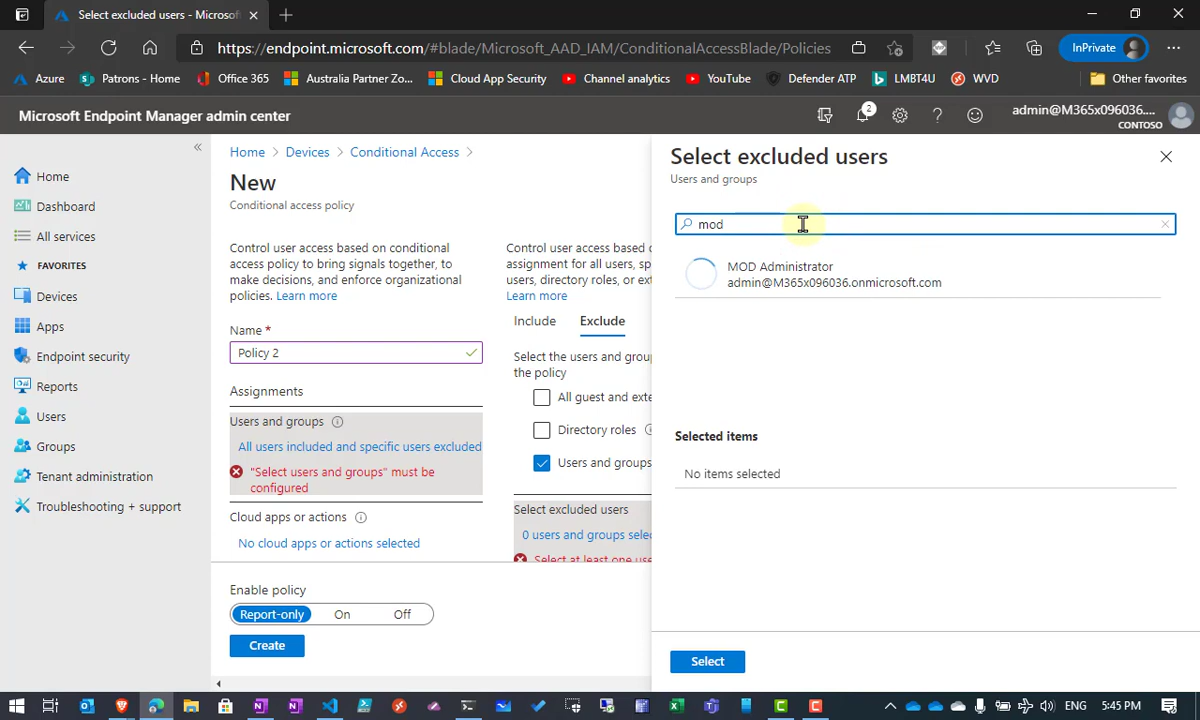 Select excluded users - Microsof
https://endpoint.microsoft.com/#blade/Microsoft_AAD_IAM/ConditionalAccessBlade/Policies
InPrivate
Azure
Patrons - Home
Office 365
Australia Partner Zo...
Cloud App Security
Channel analytics
YouTube
Defender ATP
LMBT4U
WVD
Other favorites
Microsoft Endpoint Manager admin center
2
admin@M365x096036....
CONTOSO
Home
Dashboard
All services
FAVORITES
Devices
Apps
Endpoint security
Reports
Users
Groups
Tenant administration
Troubleshooting + support
Home > Devices > Conditional Access >
New
Conditional access policy
Control user access based on conditional
access policy to bring signals together, to
make decisions, and enforce organizational
policies. Learn more
Name *
Policy 2
Assignments
Users and groups
All users included and specific users excluded
"Select users and groups" must be
configured
Cloud apps or actions
No cloud apps or actions selected
Enable policy
Report-only
On
Off
Create
Control user access based
assignment for all users, sp
users, directory roles, or ex
Learn more
Include
Exclude
Select the users and group
the policy
All guest and exte
Directory roles
Users and groups
Select excluded users
0 users and groups selec
Select at least one use
Select excluded users
Users and groups
mod
MOD Administrator
admin@M365x096036.onmicrosoft.com
Selected items
No items selected
Select
ENG
5:45 PM